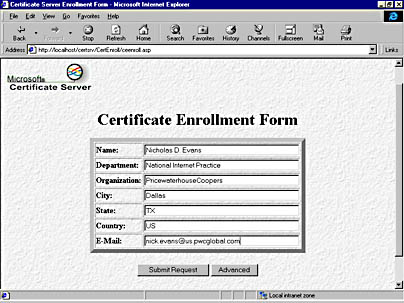 Certificate Server Enrollment Form - Microsoft Internet Explorer
File Edit View Go Favorites Help
Back Forward Stop Refresh Home Search Favorites History Channels Fullscreen Mail Print
Address http://localhost/certsrv/CertEnroll/ceenroll.asp Links
Microsoft
Certificate Server
Certificate Enrollment Form
Name: Nicholas D. Evans
Department: National Internet Practice
Organization: PricewaterhouseCoopers
City: Dallas
State: TX
Country: US
E-Mail: nick.evans@us.pwcglobal.com
Submit Request Advanced
Local intranet zone